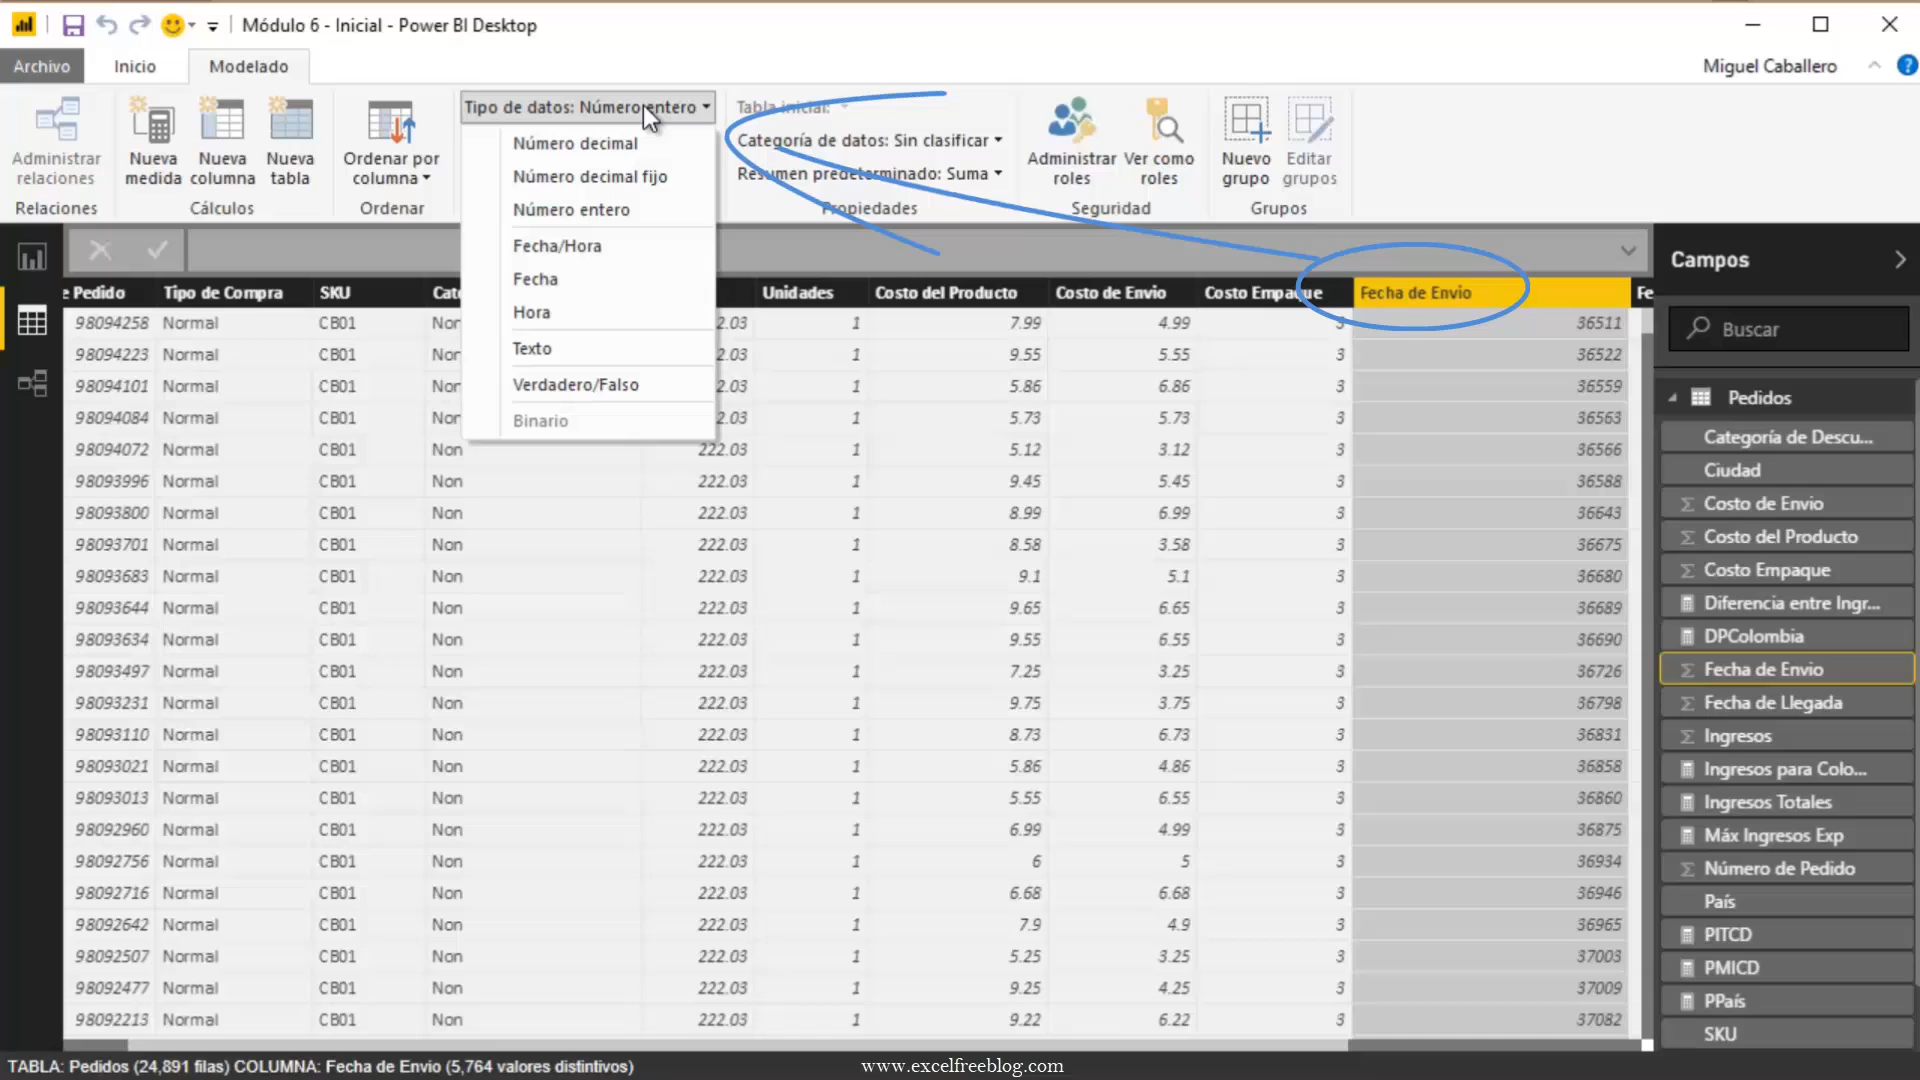 Módulo 6 - Inicial - Power BI Desktop
Archivo Inicio Modelado Miguel Caballero ?
Administrar relaciones
Nueva medida
Nueva columna
Nueva tabla
Ordenar por columna
Tipo de datos: Número entero
Tabla inicial:
Categoría de datos: Sin clasificar
Resumen predeterminado: Suma
Administrar roles
Ver como roles
Nuevo grupo
Editar grupos
Relaciones Cálculos Ordenar Propiedades Seguridad Grupos
Número decimal
Número decimal fijo
Número entero
Fecha/Hora
Fecha
Hora
Texto
Verdadero/Falso
Binario
e Pedido Tipo de Compra SKU Cate Unidades Costo del Producto Costo de Envio Costo Empaque Fecha de Envio Fe
98094258 Normal CB01 Non 2.03 1 7.99 4.99 3 36511
98094223 Normal CB01 Non 2.03 1 9.55 5.55 3 36522
98094101 Normal CB01 Non 2.03 1 5.86 6.86 3 36559
98094084 Normal CB01 Non 2.03 1 5.73 5.73 3 36563
98094072 Normal CB01 Non 222.03 1 5.12 3.12 3 36566
98093996 Normal CB01 Non 222.03 1 9.45 5.45 3 36588
98093800 Normal CB01 Non 222.03 1 8.99 6.99 3 36643
98093701 Normal CB01 Non 222.03 1 8.58 3.58 3 36675
98093683 Normal CB01 Non 222.03 1 9.1 5.1 3 36680
98093644 Normal CB01 Non 222.03 1 9.65 6.65 3 36689
98093634 Normal CB01 Non 222.03 1 9.55 6.55 3 36690
98093497 Normal CB01 Non 222.03 1 7.25 3.25 3 36726
98093231 Normal CB01 Non 222.03 1 9.75 3.75 3 36798
98093110 Normal CB01 Non 222.03 1 8.73 6.73 3 36831
98093021 Normal CB01 Non 222.03 1 5.86 4.86 3 36858
98093013 Normal CB01 Non 222.03 1 5.55 6.55 3 36860
98092960 Normal CB01 Non 222.03 1 6.99 4.99 3 36875
98092756 Normal CB01 Non 222.03 1 6 5 3 36934
98092716 Normal CB01 Non 222.03 1 6.68 6.68 3 36946
98092642 Normal CB01 Non 222.03 1 7.9 4.9 3 36965
98092507 Normal CB01 Non 222.03 1 5.25 3.25 3 37003
98092477 Normal CB01 Non 222.03 1 9.25 4.25 3 37009
98092213 Normal CB01 Non 222.03 1 9.22 6.22 3 37082
Campos
Buscar
Pedidos
Categoría de Descu...
Ciudad
Costo de Envio
Costo del Producto
Costo Empaque
Diferencia entre Ingr...
DPColombia
Fecha de Envio
Fecha de Llegada
Ingresos
Ingresos para Colo...
Ingresos Totales
Máx Ingresos Exp
Número de Pedido
País
PITCD
PMICD
PPaís
SKU
TABLA: Pedidos (24,891 filas) COLUMNA: Fecha de Envio (5,764 valores distintivos)
www.excelfreeblog.com